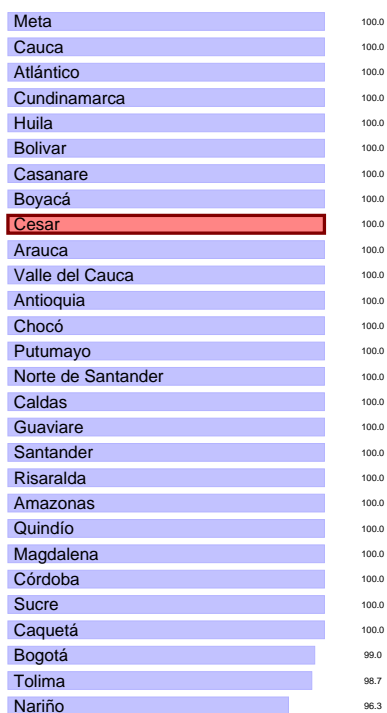 Meta 100.0
Cauca 100.0
Atlántico 100.0
Cundinamarca 100.0
Huila 100.0
Bolivar 100.0
Casanare 100.0
Boyacá 100.0
Cesar 100.0
Arauca 100.0
Valle del Cauca 100.0
Antioquia 100.0
Chocó 100.0
Putumayo 100.0
Norte de Santander 100.0
Caldas 100.0
Guaviare 100.0
Santander 100.0
Risaralda 100.0
Amazonas 100.0
Quindío 100.0
Magdalena 100.0
Córdoba 100.0
Sucre 100.0
Caquetá 100.0
Bogotá 99.0
Tolima 98.7
Nariño 96.3